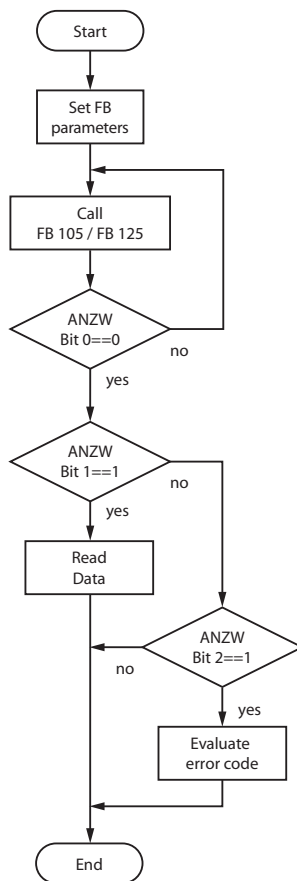 Start
Set FB
parameters
Call
FB 105 / FB 125
ANZW
Bit 0==0
no
yes
ANZW
Bit 1==1
no
yes
Read
Data
ANZW
Bit 2==1
no
yes
Evaluate
error code
End